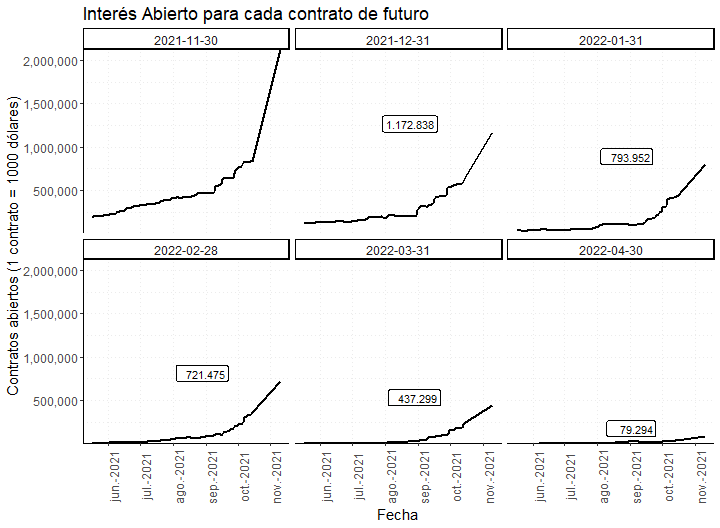 Interés Abierto para cada contrato de futuro
2021-11-30 2021-12-31 2022-01-31
2,000,000
1,500,000
1,000,000
500,000
1.172.838
793.952
2022-02-28 2022-03-31 2022-04-30
2,000,000
1,500,000
1,000,000
500,000
721.475
437.299
79.294
jun.-2021 jul.-2021 ago.-2021 sep.-2021 oct.-2021 nov.-2021 jun.-2021 jul.-2021 ago.-2021 sep.-2021 oct.-2021 nov.-2021 jun.-2021 jul.-2021 ago.-2021 sep.-2021 oct.-2021 nov.-2021
Fecha
Contratos abiertos (1 contrato = 1000 dólares)